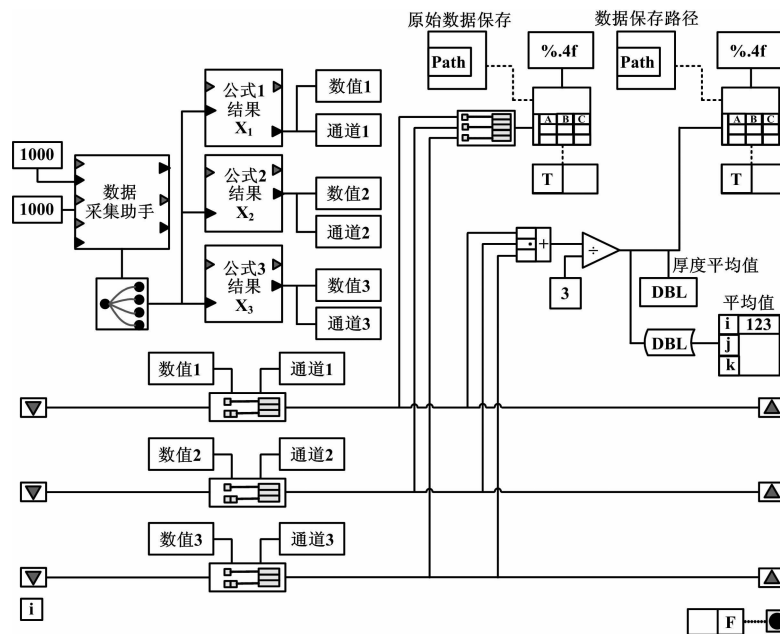 原始数据保存
数据保存路径
Path
%.4f
Path
%.4f
A B C
A B C
T
T
公式1
结果
X₁
数值1
通道1
1000
1000
数据
采集助手
公式2
结果
X₂
数值2
通道2
公式3
结果
X₃
数值3
通道3
+
÷
3
厚度平均值
DBL
平均值
DBL
i 123
j
k
数值1
通道1
数值2
通道2
数值3
通道3
i
F